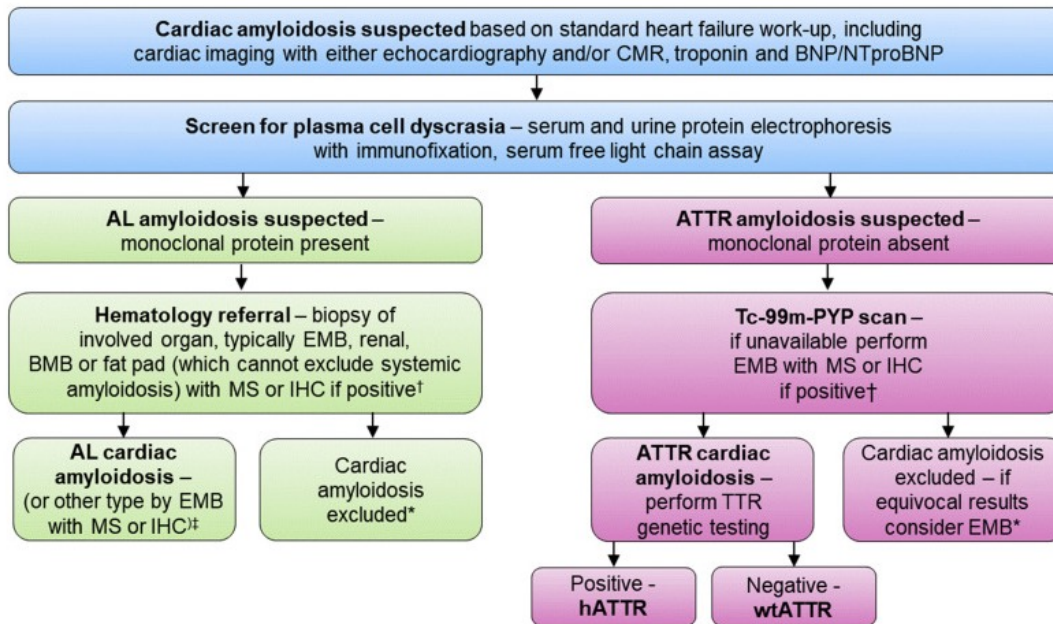 Cardiac amyloidosis suspected based on standard heart failure work-up, including
cardiac imaging with either echocardiography and/or CMR, troponin and BNP/NTproBNP
Screen for plasma cell dyscrasia – serum and urine protein electrophoresis
with immunofixation, serum free light chain assay
AL amyloidosis suspected –
monoclonal protein present
ATTR amyloidosis suspected –
monoclonal protein absent
Hematology referral – biopsy of
involved organ, typically EMB, renal,
BMB or fat pad (which cannot exclude systemic
amyloidosis) with MS or IHC if positive†
Tc-99m-PYP scan –
if unavailable perform
EMB with MS or IHC
if positive†
AL cardiac
amyloidosis –
(or other type by EMB
with MS or IHC)‡
Cardiac
amyloidosis
excluded*
ATTR cardiac
amyloidosis –
perform TTR
genetic testing
Cardiac amyloidosis
excluded – if
equivocal results
consider EMB*
Positive -
hATTR
Negative -
wtATTR